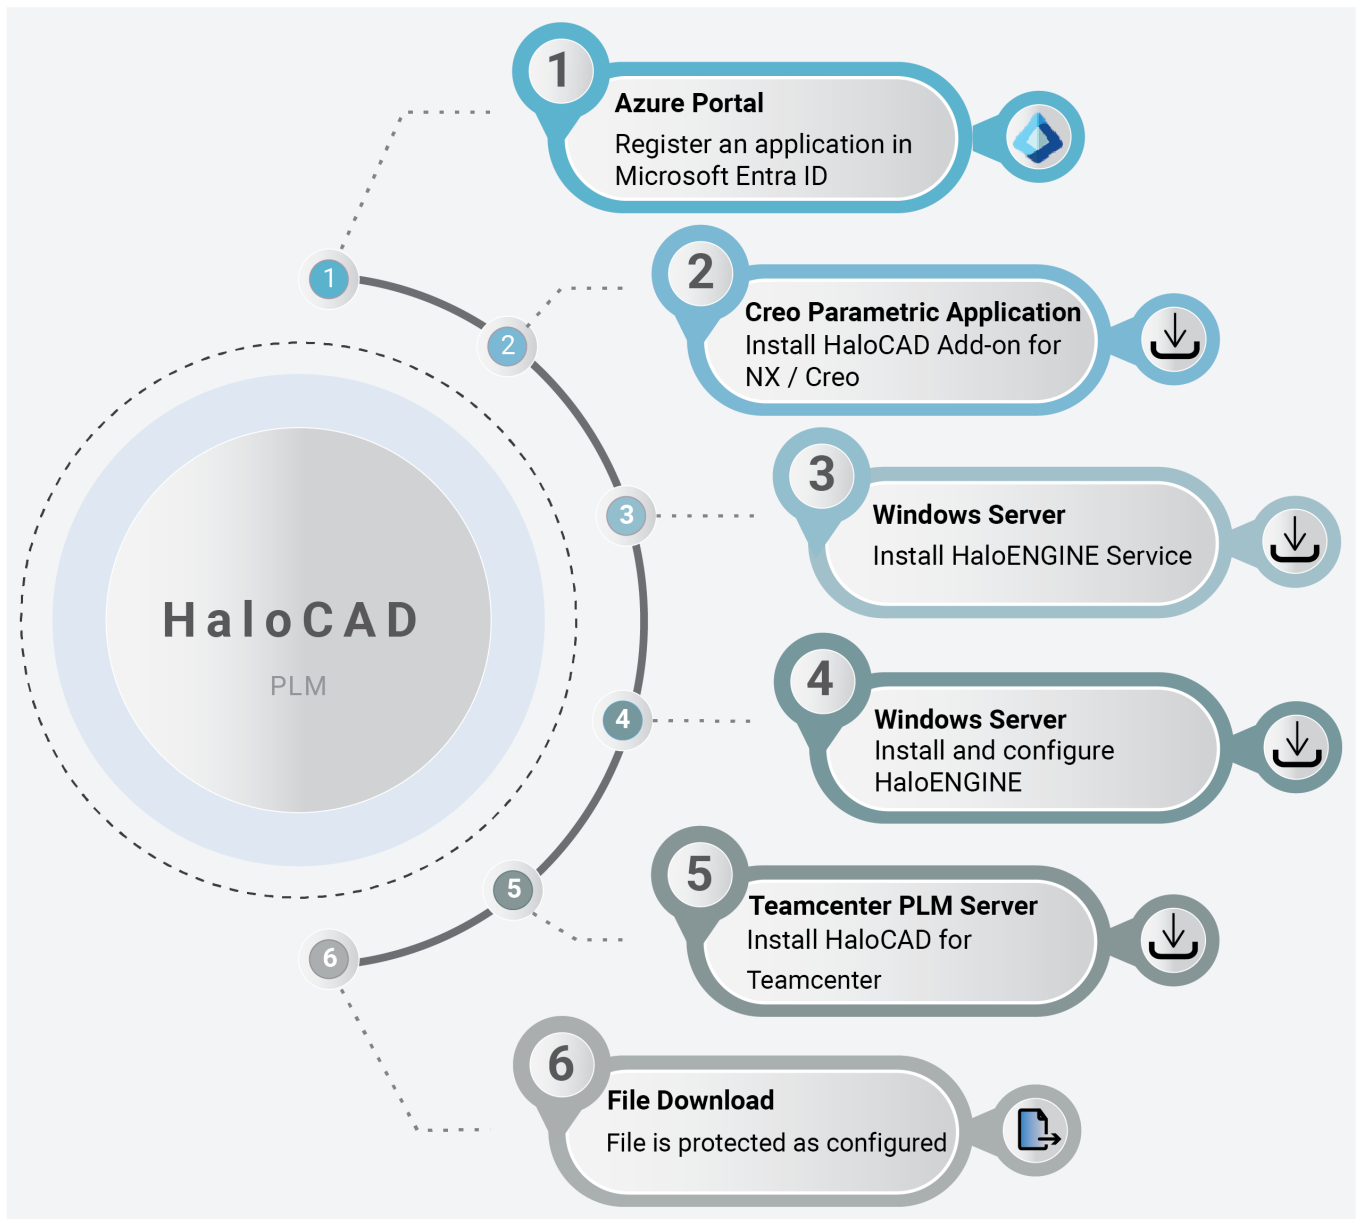 1
Azure Portal
Register an application in
Microsoft Entra ID
2
Creo Parametric Application
Install HaloCAD Add-on for
NX / Creo
3
Windows Server
Install HaloENGINE Service
4
Windows Server
Install and configure
HaloENGINE
5
Teamcenter PLM Server
Install HaloCAD for
Teamcenter
6
File Download
File is protected as configured
1
2
3
4
5
6
HaloCAD
PLM